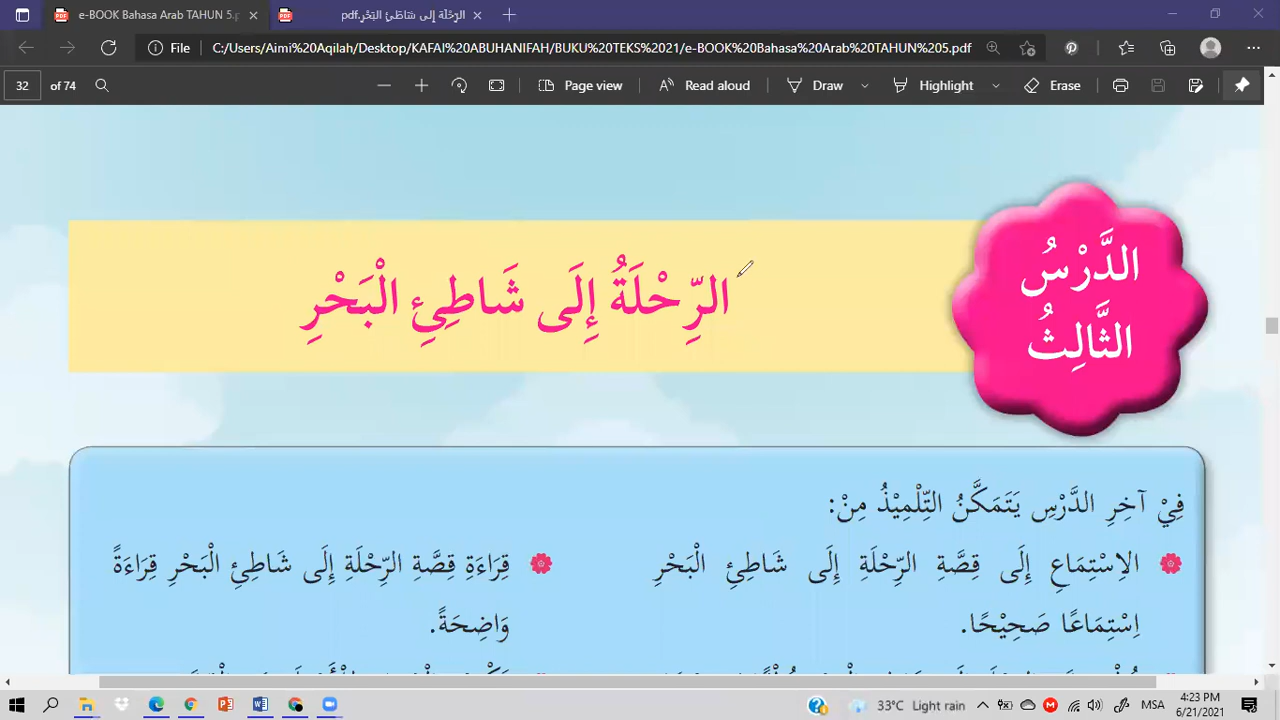 e-BOOK Bahasa Arab TAHUN 5.p
الرِّحْلَة إلى شَاطَئِ البَحْرِ.pdf
File
C:/Users/Aimi%20Aqilah/Desktop/KAFAI%20ABUHANIFAH/BUKU%20TEKS%202021/e-BOOK%20Bahasa%20Arab%20TAHUN%205.pdf
32 of 74
Page view
Read aloud
Draw
Highlight
Erase
الدَّرْسُ
الثَّالِثُ
الرِّحْلَةُ إِلَى شَاطِئِ الْبَحْرِ
فِيْ آخِرِ الدَّرْسِ يَتَمَكَّنُ التِّلْمِيْذُ مِنْ:
الاِسْتِمَاعِ إِلَى قِصَّةِ الرِّحْلَةِ إِلَى شَاطِئِ الْبَحْرِ
اِسْتِمَاعًا صَحِيْحًا.
قِرَاءَةِ قِصَّةِ الرِّحْلَةِ إِلَى شَاطِئِ الْبَحْرِ قِرَاءَةً
وَاضِحَةً.
33°C Light rain
MSA
4:23 PM
6/21/2021